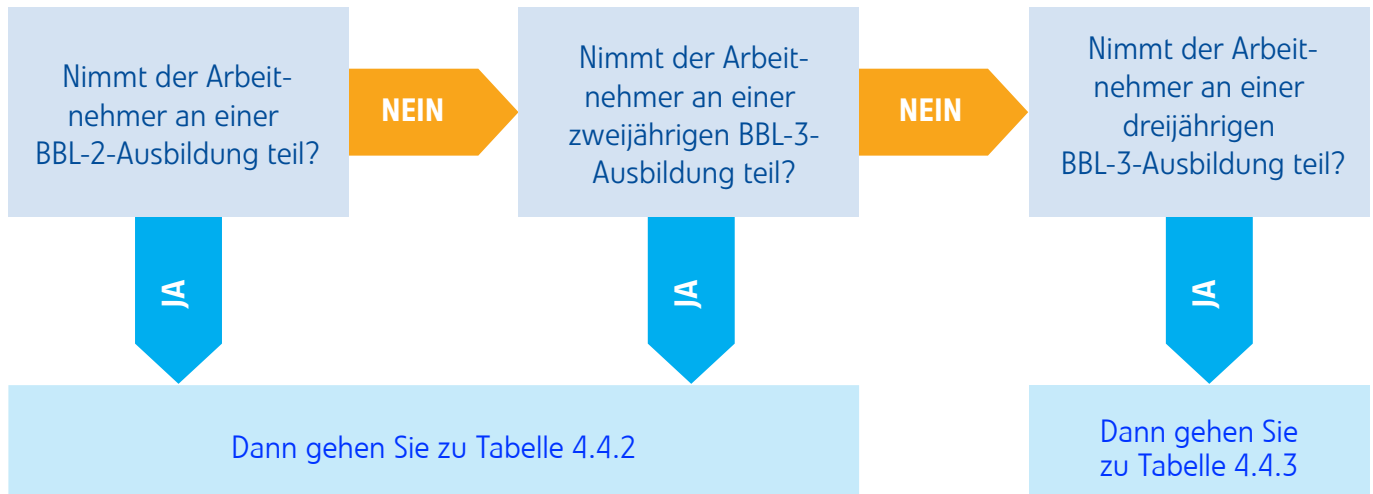 Nimmt der Arbeit-
nehmer an einer
BBL-2-Ausbildung teil?
NEIN
Nimmt der Arbeit-
nehmer an einer
zweijährigen BBL-3-
Ausbildung teil?
NEIN
Nimmt der Arbeit-
nehmer an einer
dreijährigen
BBL-3-Ausbildung teil?
JA
JA
JA
Dann gehen Sie zu Tabelle 4.4.2
Dann gehen Sie
zu Tabelle 4.4.3